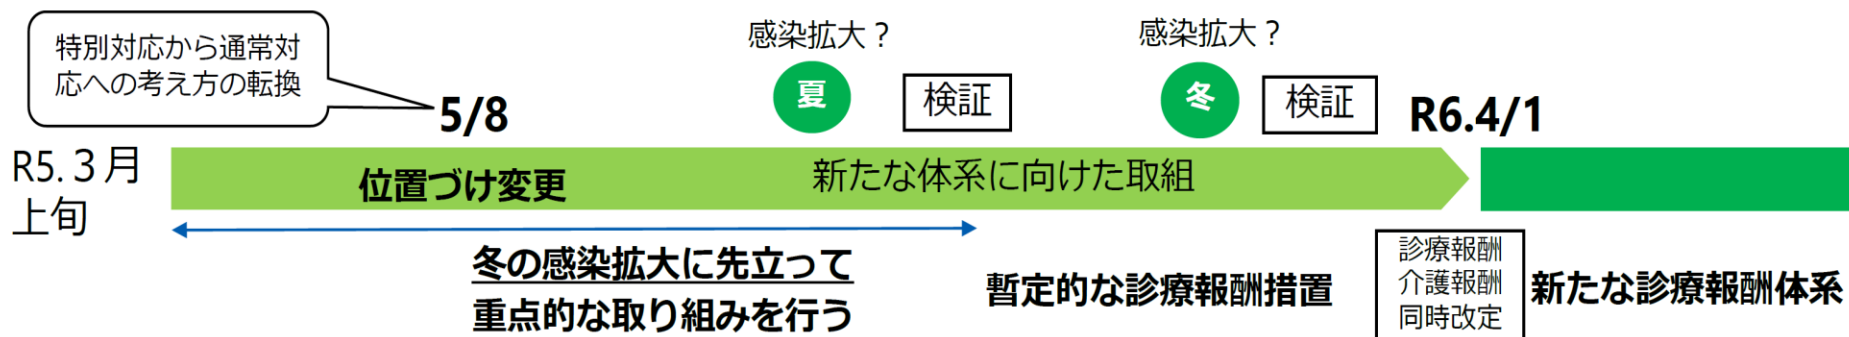 特別対応から通常対
応への考え方の転換
感染拡大？
感染拡大？
夏
検証
冬
検証
5/8
R6.4/1
R5.３月
上旬
位置づけ変更
新たな体系に向けた取組
冬の感染拡大に先立って
重点的な取り組みを行う
暫定的な診療報酬措置
診療報酬
介護報酬
同時改定
新たな診療報酬体系